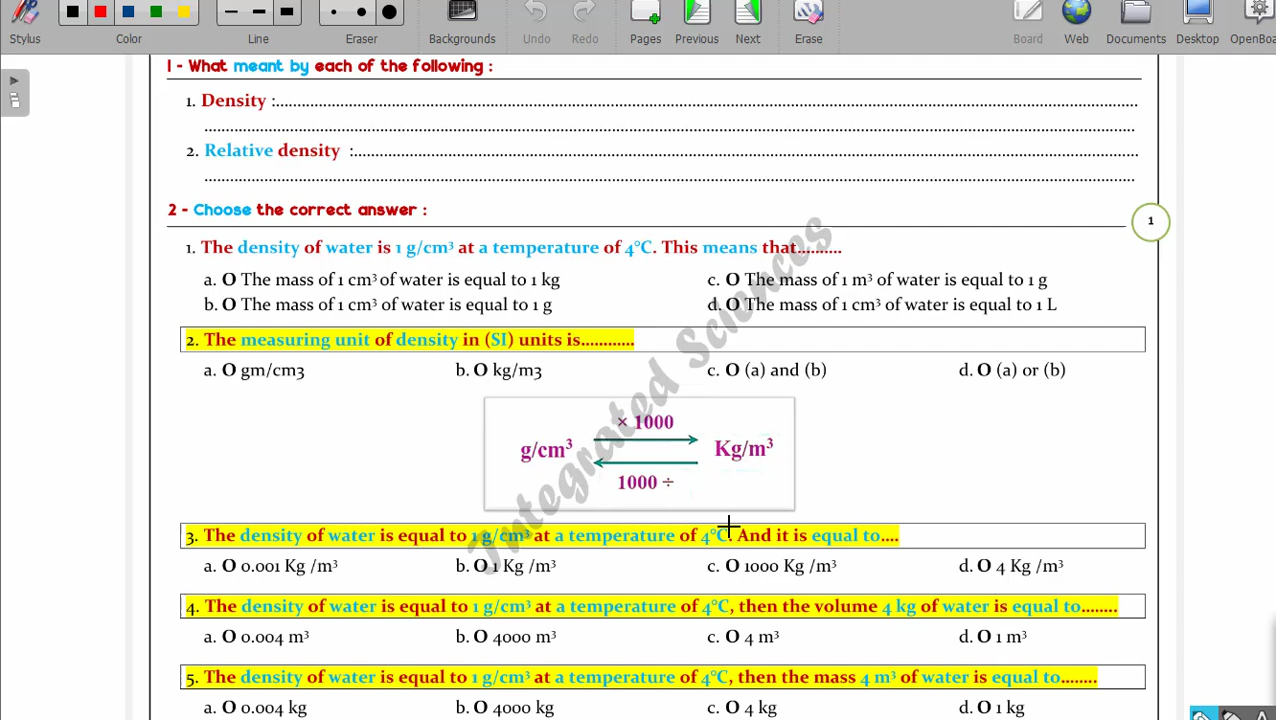 Stylus Color Line Eraser Backgrounds Undo Redo Pages Previous Next Erase Board Web Documents Desktop OpenBoa
1 - What meant by each of the following :
1. Density :..........................................................................................................................................................................................................
..........................................................................................................................................................................................................................
2. Relative density :.......................................................................................................................................................................................
..........................................................................................................................................................................................................................
2 - Choose the correct answer :
1
1. The density of water is 1 g/cm³ at a temperature of 4°C. This means that..........
a. O The mass of 1 cm³ of water is equal to 1 kg c. O The mass of 1 m³ of water is equal to 1 g
b. O The mass of 1 cm³ of water is equal to 1 g d. O The mass of 1 cm³ of water is equal to 1 L
2. The measuring unit of density in (SI) units is............
a. O gm/cm3 b. O kg/m3 c. O (a) and (b) d. O (a) or (b)
× 1000
g/cm³ Kg/m³
1000 ÷
Integrated Sciences
3. The density of water is equal to 1 g/cm³ at a temperature of 4°C. And it is equal to....
a. O 0.001 Kg /m³ b. O 1 Kg /m³ c. O 1000 Kg /m³ d. O 4 Kg /m³
4. The density of water is equal to 1 g/cm³ at a temperature of 4°C, then the volume 4 kg of water is equal to........
a. O 0.004 m³ b. O 4000 m³ c. O 4 m³ d. O 1 m³
5. The density of water is equal to 1 g/cm³ at a temperature of 4°C, then the mass 4 m³ of water is equal to........
a. O 0.004 kg b. O 4000 kg c. O 4 kg d. O 1 kg